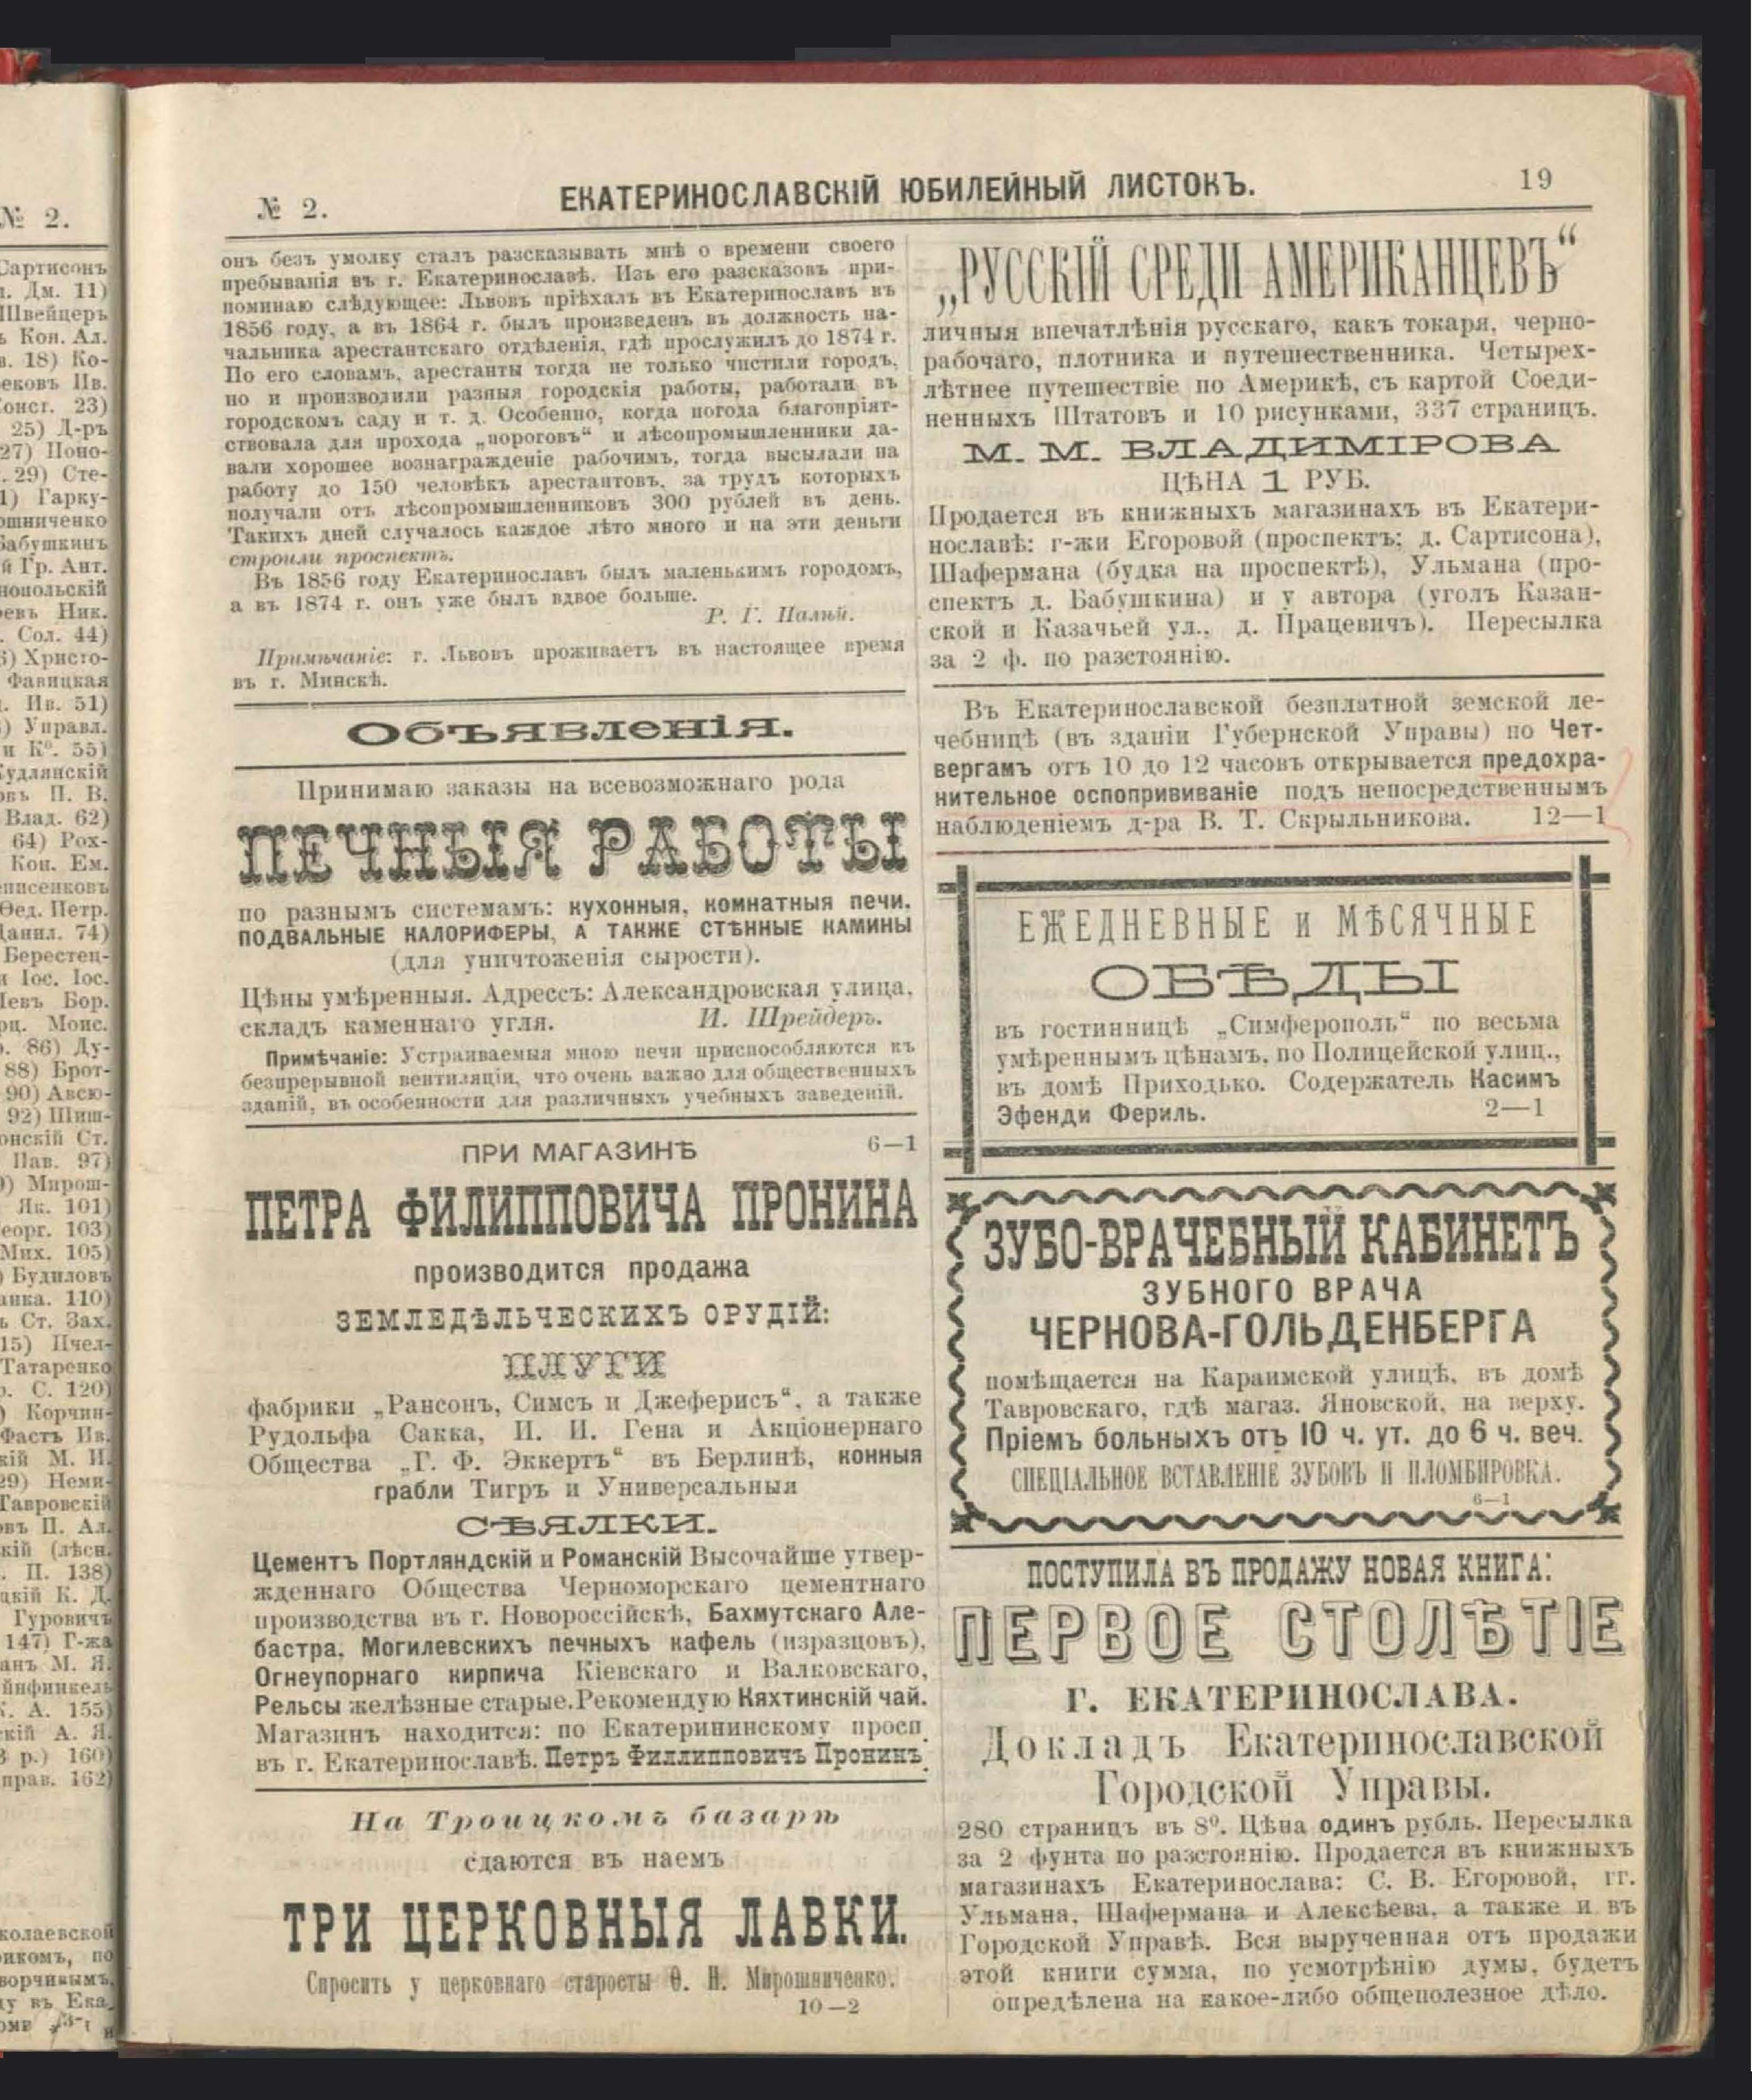 № 2.
ЕКАТЕРИНОСЛАВСКІЙ ЮБИЛЕЙНЫЙ ЛИСТОКЪ.
19
онъ безъ умолку сталъ разсказывать мнѣ о времени своего
пребыванія въ г. Екатеринославѣ. Изъ его разсказовъ при-
поминаю слѣдующее: Львовъ пріѣхалъ въ Екатеринославъ въ
1856 году, а въ 1864 г. былъ произведенъ въ должность на-
чальника арестантскаго отдѣленія, гдѣ прослужилъ до 1874 г.
По его словамъ, арестанты тогда не только чистили городъ,
но и производили разныя городскія работы, работали въ
городскомъ саду и т. д. Особенно, когда погода благопріят-
ствовала для прохода „пороговъ“ и лѣсопромышленники да-
вали хорошее вознагражденіе рабочимъ, тогда высылали на
работу до 150 человѣкъ арестантовъ, за трудъ которыхъ
получали отъ лѣсопромышленниковъ 300 рублей въ день.
Такихъ дней случалось каждое лѣто много и на эти деньги
строили проспектъ.
Въ 1856 году Екатеринославъ былъ маленькимъ городомъ,
а въ 1874 г. онъ уже былъ вдвое больше.
Р. Г. Палѣй.
Примѣчаніе: г. Львовъ проживаетъ въ настоящее время
въ г. Минскѣ.
Объявленія.
Принимаю заказы на всевозможнаго рода
ПЕЧНЫЯ РАБОТЫ
по разнымъ системамъ: кухонныя, комнатныя печи.
ПОДВАЛЬНЫЕ КАЛОРИФЕРЫ, А ТАКЖЕ СТѢННЫЕ КАМИНЫ
(для уничтоженія сырости).
Цѣны умѣренныя. Адрессъ: Александровская улица,
складъ каменнаго угля. И. Шрейдеръ.
Примѣчаніе: Устраиваемыя мною печи приспособляются къ
безпрерывной вентиляціи, что очень важно для общественныхъ
зданій, въ особенности для различныхъ учебныхъ заведеній.
6—1
ПРИ МАГАЗИНѢ
ПЕТРА ФИЛИППОВИЧА ПРОНИНА
производится продажа
ЗЕМЛЕДѢЛЬЧЕСКИХЪ ОРУДІЙ:
ПЛУГИ
фабрики „Рансонъ, Симсъ и Джеферисъ“, а также
Рудольфа Сакка, И. И. Гена и Акціонернаго
Общества „Г. Ф. Эккертъ“ въ Берлинѣ, конныя
грабли Тигръ и Универсальныя
СѢЯЛКИ.
Цементъ Портляндскій и Романскій Высочайше утвер-
жденнаго Общества Черноморскаго цементнаго
производства въ г. Новороссійскѣ, Бахмутскаго Але-
бастра, Могилевскихъ печныхъ кафель (изразцовъ),
Огнеупорнаго кирпича Кіевскаго и Валковскаго,
Рельсы желѣзные старые. Рекомендую Кяхтинскій чай.
Магазинъ находится: по Екатерининскому просп.
въ г. Екатеринославѣ. Петръ Филлипповичъ Пронинъ.
На Троицкомъ базарѣ
сдаются въ наемъ
ТРИ ЦЕРКОВНЫЯ ЛАВКИ.
Спросить у церковнаго старосты Ѳ. Н. Мирошниченко.
10—2
„РУССКІЙ СРЕДИ АМЕРИКАНЦЕВЪ“
личныя впечатлѣнія русскаго, какъ токаря, черно-
рабочаго, плотника и путешественника. Четырех-
лѣтнее путешествіе по Америкѣ, съ картой Соеди-
ненныхъ Штатовъ и 10 рисунками, 337 страницъ.
М. М. ВЛАДИМІРОВА
ЦѢНА 1 РУБ.
Продается въ книжныхъ магазинахъ въ Екатери-
нославѣ: г-жи Егоровой (проспектъ; д. Сартисона),
Шафермана (будка на проспектѣ), Ульмана (про-
спектъ д. Бабушкина) и у автора (уголъ Казан-
ской и Казачьей ул., д. Працевичъ). Пересылка
за 2 ф. по разстоянію.
Въ Екатеринославской безплатной земской ле-
чебницѣ (въ зданіи Губернской Управы) по Чет-
вергамъ отъ 10 до 12 часовъ открывается предохра-
нительное оспопрививаніе подъ непосредственнымъ
наблюденіемъ д-ра В. Т. Скрыльникова. 12—1
ЕЖЕДНЕВНЫЕ и МѢСЯЧНЫЕ
ОБѢДЫ
въ гостинницѣ „Симферополь“ по весьма
умѣреннымъ цѣнамъ, по Полицейской улиц.,
въ домѣ Приходько. Содержатель Касимъ
Эфенди Фериль. 2—1
ЗУБО-ВРАЧЕБНЫЙ КАБИНЕТЪ
ЗУБНОГО ВРАЧА
ЧЕРНОВА-ГОЛЬДЕНБЕРГА
помѣщается на Караимской улицѣ, въ домѣ
Тавровскаго, гдѣ магаз. Яновской, на верху.
Пріемъ больныхъ отъ 10 ч. ут. до 6 ч. веч.
СПЕЦІАЛЬНОЕ ВСТАВЛЕНІЕ ЗУБОВЪ И ПЛОМБИРОВКА.
6—1
ПОСТУПИЛА ВЪ ПРОДАЖУ НОВАЯ КНИГА:
ПЕРВОЕ СТОЛѢТІЕ
Г. ЕКАТЕРИНОСЛАВА.
Докладъ Екатеринославской
Городской Управы.
280 страницъ въ 8º. Цѣна одинъ рубль. Пересылка
за 2 фунта по разстоянію. Продается въ книжныхъ
магазинахъ Екатеринослава: С. В. Егоровой, гг.
Ульмана, Шафермана и Алексѣева, а также и въ
Городской Управѣ. Вся вырученная отъ продажи
этой книги сумма, по усмотрѣнію думы, будетъ
опредѣлена на какое-либо общеполезное дѣло.